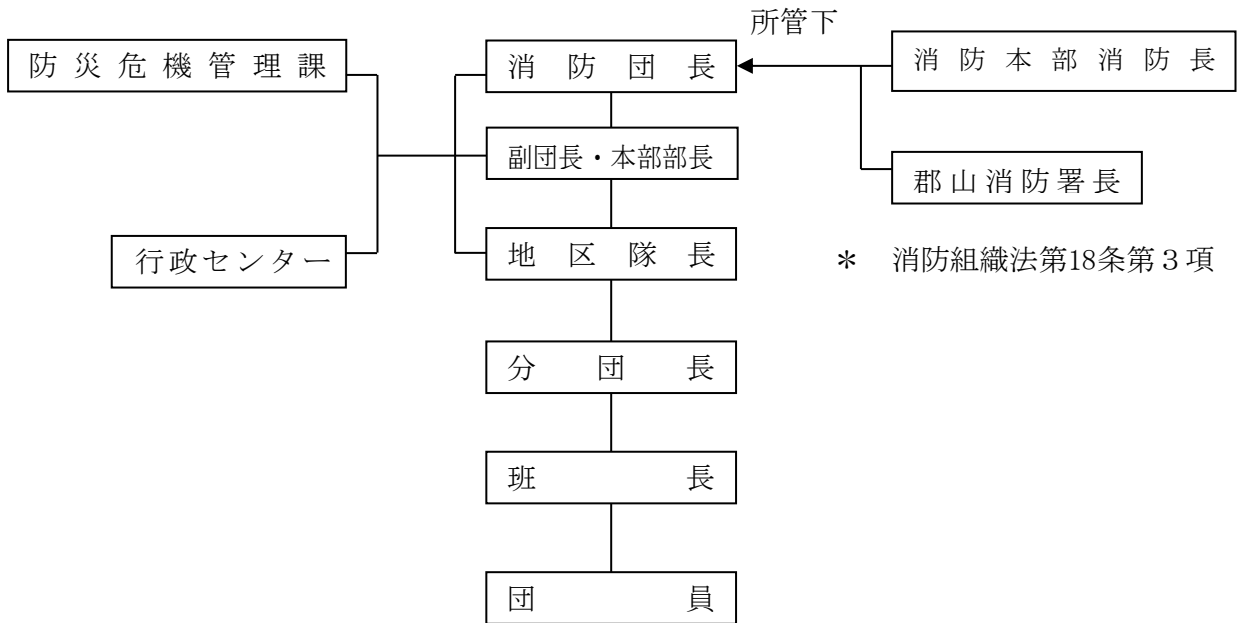 所管下
防災危機管理課
消防団長
消防本部消防長
副団長・本部部長
郡山消防署長
行政センター
地区隊長
＊　消防組織法第18条第３項
分団長
班長
団員